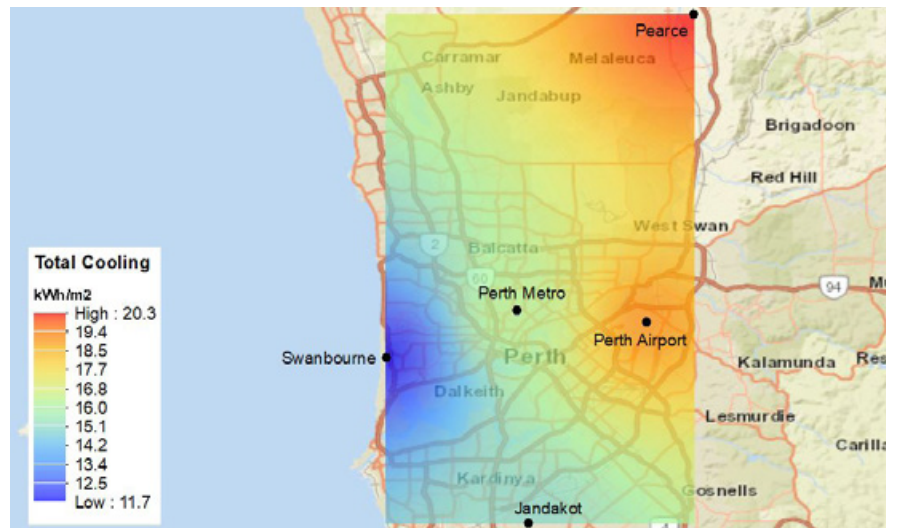 Pearce
Carramar
Melaleuca
Ashby
Jandabup
Brigadoon
Red Hill
West Swan
2
Balcatta
60
94
Perth Metro
Perth Airport
Swanbourne
Perth
Kalamunda
Dalkeith
Lesmurdie
Kardinya
Gosnells
Jandakot
4
Total Cooling
kWh/m2
High : 20.3
19.4
18.5
17.7
16.8
16.0
15.1
14.2
13.4
12.5
Low : 11.7